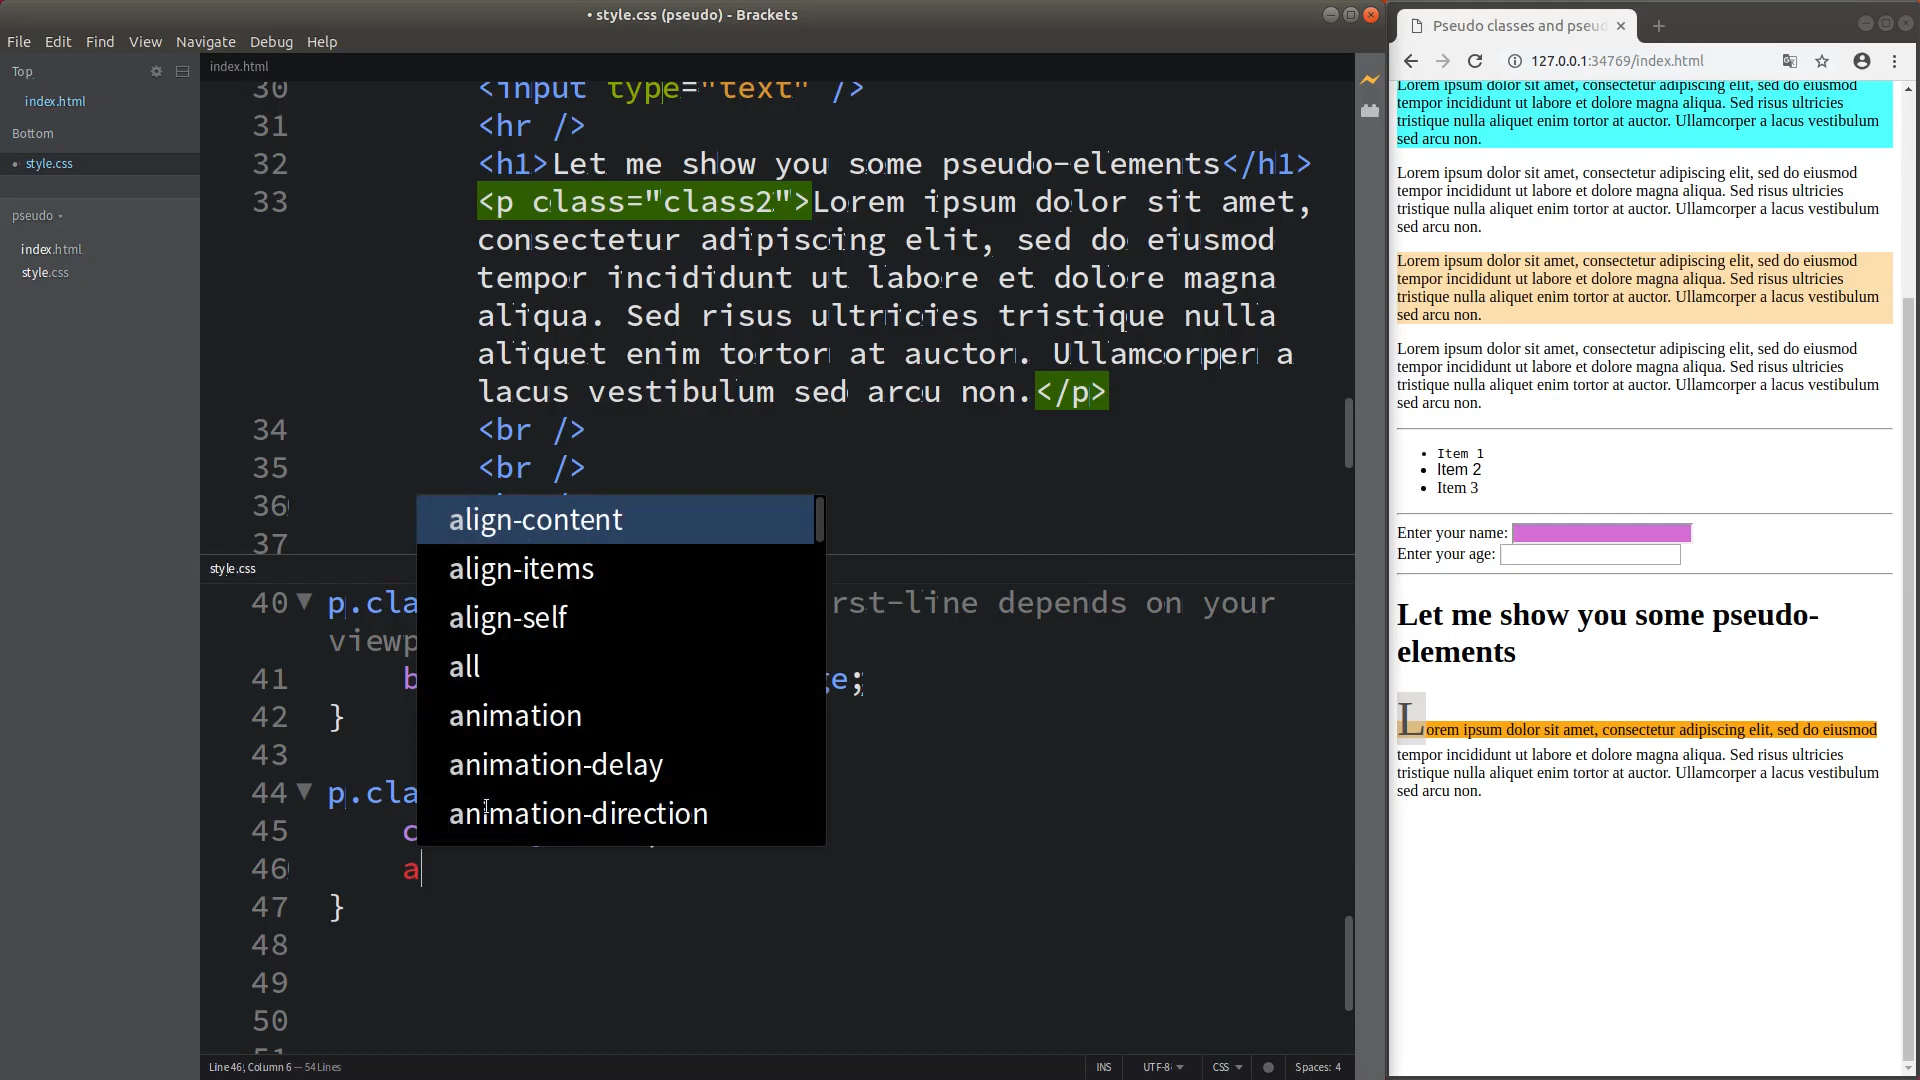 • style.css (pseudo) - Brackets
File Edit Find View Navigate Debug Help
Top
index.html
Bottom
• style.css
pseudo
index.html
style.css
index.html
30 <input type="text" />
31 <hr />
32 <h1>Let me show you some pseudo-elements</h1>
33 <p class="class2">Lorem ipsum dolor sit amet,
consectetur adipiscing elit, sed do eiusmod
tempor incididunt ut labore et dolore magna
aliqua. Sed risus ultricies tristique nulla
aliquet enim tortor at auctor. Ullamcorper a
lacus vestibulum sed arcu non.</p>
34 <br />
35 <br />
36
37
align-content
align-items
align-self
all
animation
animation-delay
animation-direction
style.css
40 p.cla rst-line depends on your
viewp
41 b ge;
42 }
43
44 p.cla
45 c
46 a
47 }
48
49
50
51
Line 46, Column 6 — 54 Lines
INS UTF-8 CSS Spaces: 4
Pseudo classes and pseud
127.0.0.1:34769/index.html
Lorem ipsum dolor sit amet, consectetur adipiscing elit, sed do eiusmod
tempor incididunt ut labore et dolore magna aliqua. Sed risus ultricies
tristique nulla aliquet enim tortor at auctor. Ullamcorper a lacus vestibulum
sed arcu non.
Lorem ipsum dolor sit amet, consectetur adipiscing elit, sed do eiusmod
tempor incididunt ut labore et dolore magna aliqua. Sed risus ultricies
tristique nulla aliquet enim tortor at auctor. Ullamcorper a lacus vestibulum
sed arcu non.
Lorem ipsum dolor sit amet, consectetur adipiscing elit, sed do eiusmod
tempor incididunt ut labore et dolore magna aliqua. Sed risus ultricies
tristique nulla aliquet enim tortor at auctor. Ullamcorper a lacus vestibulum
sed arcu non.
Lorem ipsum dolor sit amet, consectetur adipiscing elit, sed do eiusmod
tempor incididunt ut labore et dolore magna aliqua. Sed risus ultricies
tristique nulla aliquet enim tortor at auctor. Ullamcorper a lacus vestibulum
sed arcu non.
• Item 1
• Item 2
• Item 3
Enter your name:
Enter your age:
Let me show you some pseudo-
elements
Lorem ipsum dolor sit amet, consectetur adipiscing elit, sed do eiusmod
tempor incididunt ut labore et dolore magna aliqua. Sed risus ultricies
tristique nulla aliquet enim tortor at auctor. Ullamcorper a lacus vestibulum
sed arcu non.